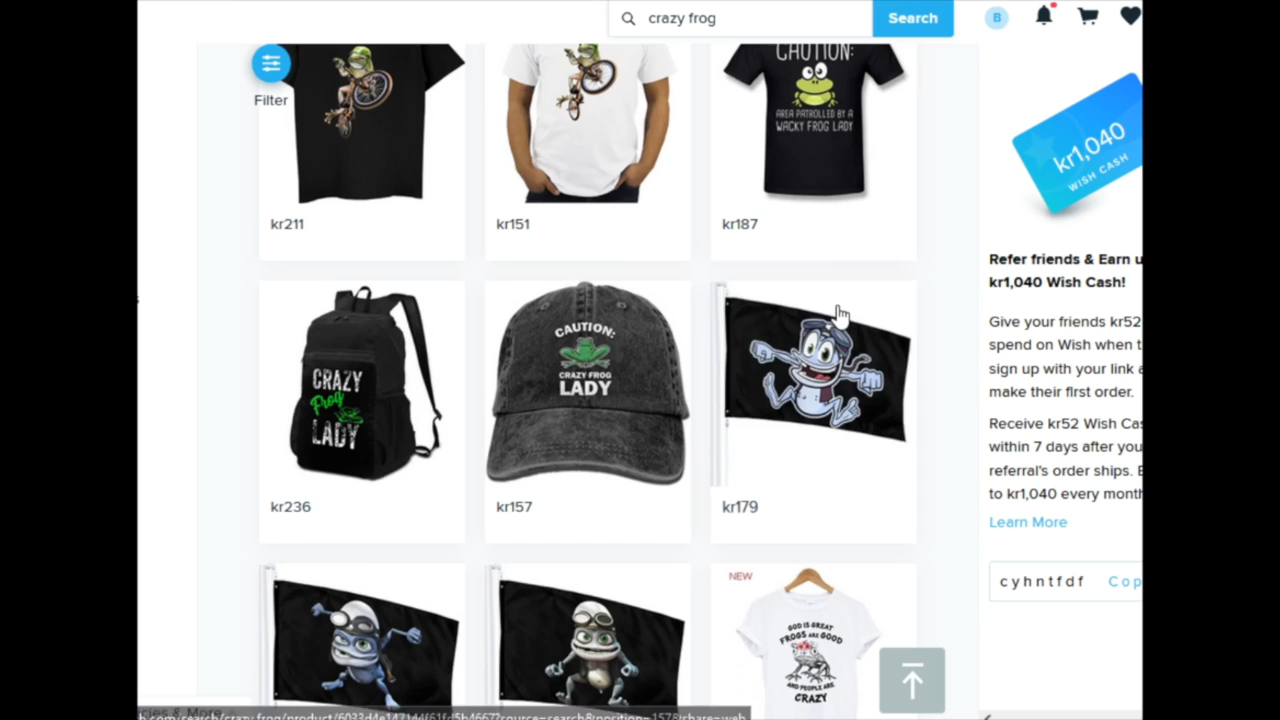 crazy frog
Search
B
Filter
CAUTION:
AREA PATROLLED BY A
WACKY FROG LADY
kr211
kr151
kr187
kr1,040
WISH CASH
Refer friends & Earn u
kr1,040 Wish Cash!
Give your friends kr52
spend on Wish when t
sign up with your link a
make their first order.
Receive kr52 Wish Cas
within 7 days after you
referral's order ships. E
to kr1,040 every month
Learn More
cyhntfdf Cop
CRAZY
Frog
LADY
CAUTION:
CRAZY FROG
LADY
kr236
kr157
kr179
NEW
GOD IS GREAT
FROGS ARE GOOD
AND PEOPLE ARE
CRAZY